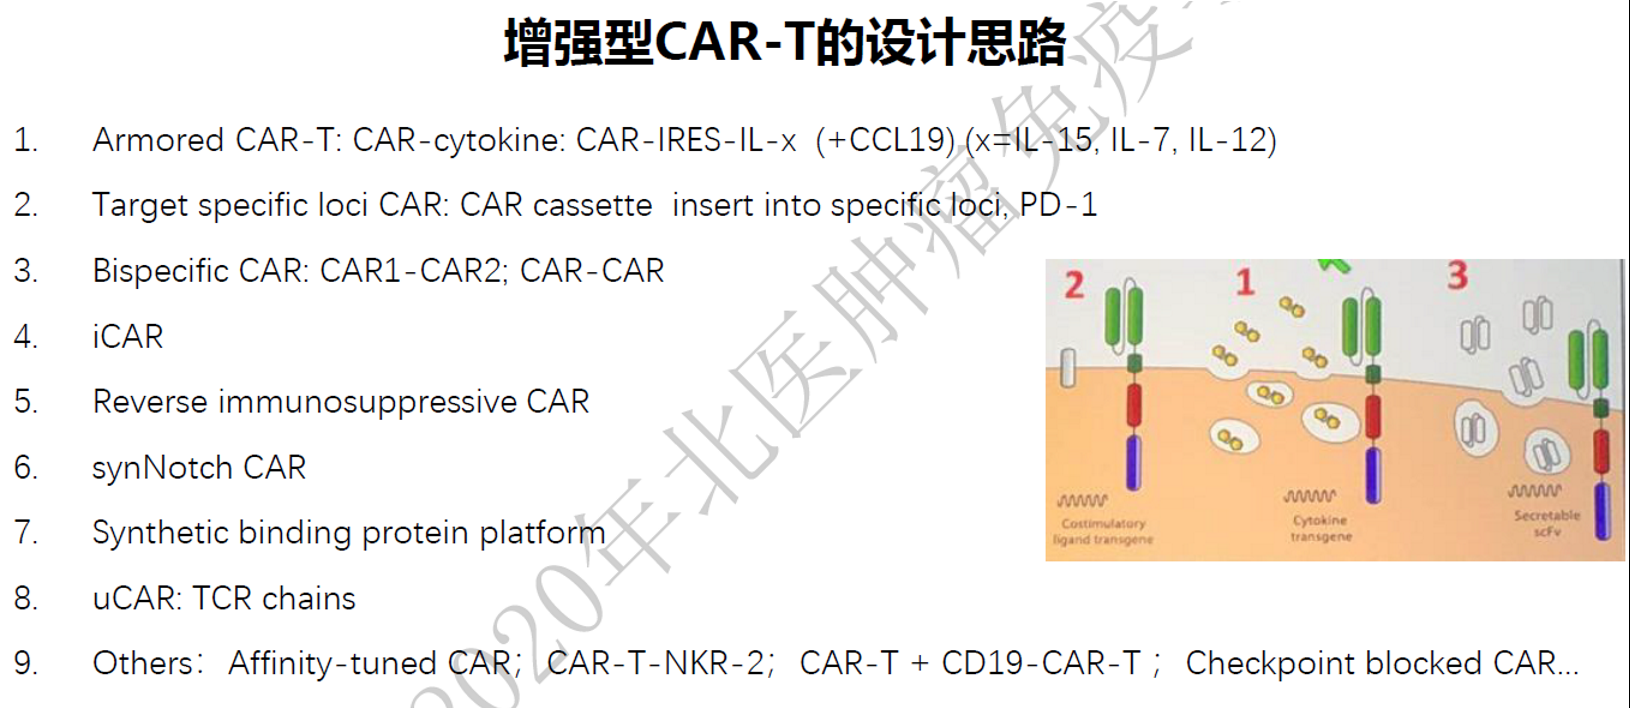 增强型CAR-T的设计思路
1. Armored CAR-T: CAR-cytokine: CAR-IRES-IL-x (+CCL19) (x=IL-15, IL-7, IL-12)
2. Target specific loci CAR: CAR cassette insert into specific loci, PD-1
3. Bispecific CAR: CAR1-CAR2; CAR-CAR
4. iCAR
5. Reverse immunosuppressive CAR
6. synNotch CAR
7. Synthetic binding protein platform
8. uCAR: TCR chains
9. Others：Affinity-tuned CAR；CAR-T-NKR-2；CAR-T + CD19-CAR-T；Checkpoint blocked CAR...
2
1
3
Costimulatory
ligand transgene
Cytokine
transgene
Secretable
scFv
2020年北医肿瘤免疫